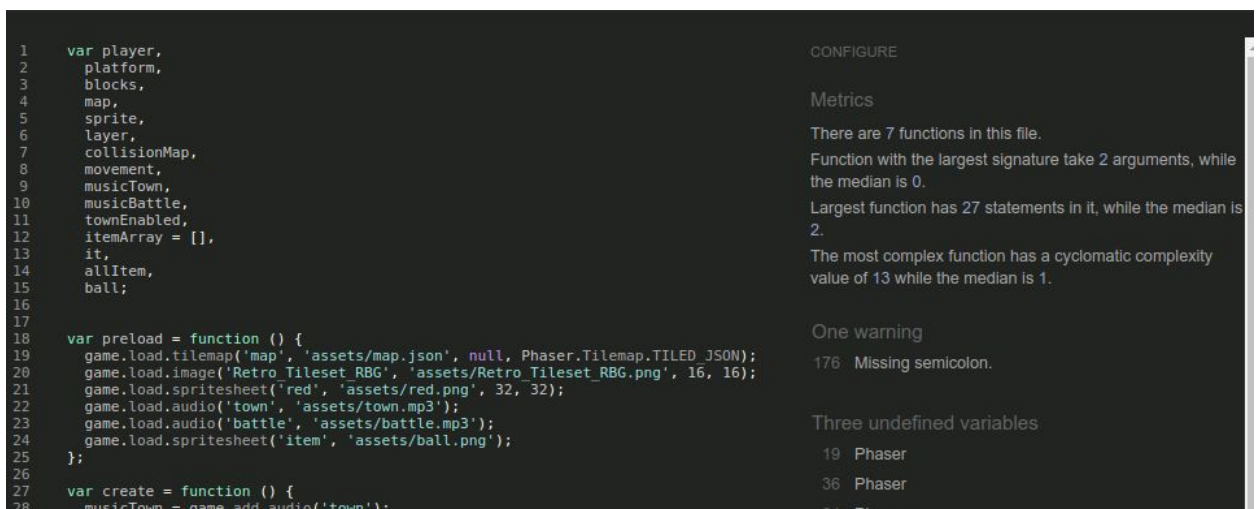 1 var player,
2 platform,
3 blocks,
4 map,
5 sprite,
6 layer,
7 collisionMap,
8 movement,
9 musicTown,
10 musicBattle,
11 townEnabled,
12 itemArray = [],
13 it,
14 allItem,
15 ball;
16
17
18 var preload = function () {
19 game.load.tilemap('map', 'assets/map.json', null, Phaser.Tilemap.TILED_JSON);
20 game.load.image('Retro_Tileset_RBG', 'assets/Retro_Tileset_RBG.png', 16, 16);
21 game.load.spritesheet('red', 'assets/red.png', 32, 32);
22 game.load.audio('town', 'assets/town.mp3');
23 game.load.audio('battle', 'assets/battle.mp3');
24 game.load.spritesheet('item', 'assets/ball.png');
25 };
26
27 var create = function () {
28 musicTown = game.add.audio('town');
CONFIGURE
Metrics
There are 7 functions in this file.
Function with the largest signature take 2 arguments, while
the median is 0.
Largest function has 27 statements in it, while the median is
2.
The most complex function has a cyclomatic complexity
value of 13 while the median is 1.
One warning
176 Missing semicolon.
Three undefined variables
19 Phaser
36 Phaser